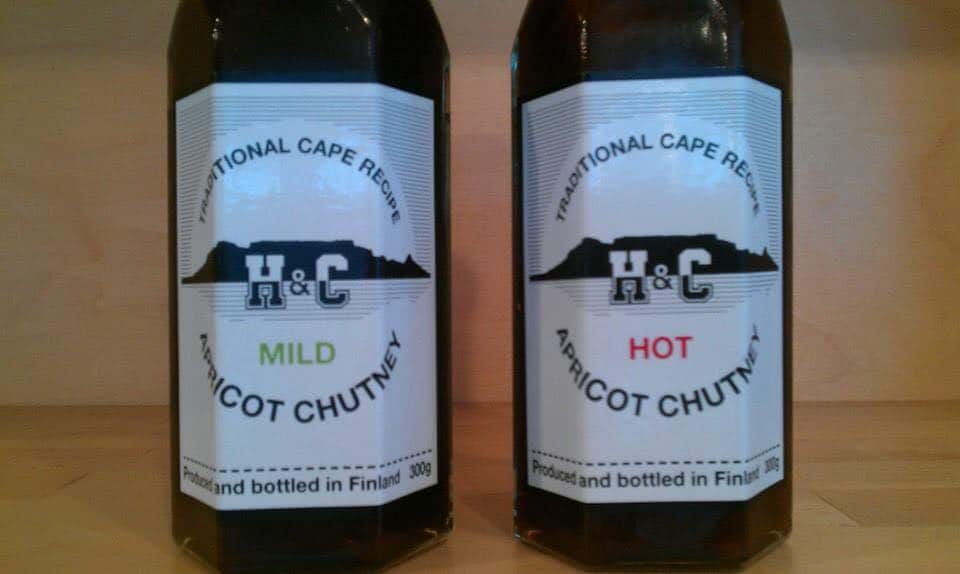 TRADITIONAL CAPE RECIPE
H&C
MILD
APRICOT CHUTNEY
Produced and bottled in Finland 300g
TRADITIONAL CAPE RECIPE
H&C
HOT
APRICOT CHUTNEY
Produced and bottled in Finland 300g